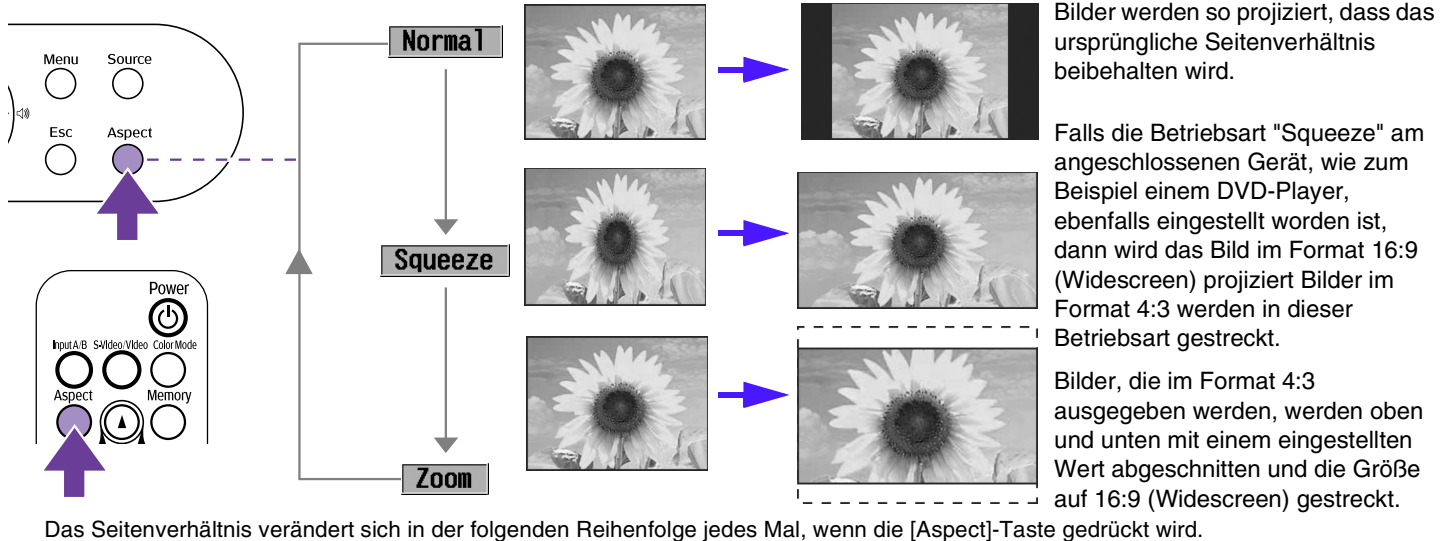 Menu Source
Esc Aspect
Power
Input A/B S-Video/Video Color Mode
Aspect Memory
Normal
Squeeze
Zoom
Bilder werden so projiziert, dass das
ursprüngliche Seitenverhältnis
beibehalten wird.
Falls die Betriebsart "Squeeze" am
angeschlossenen Gerät, wie zum
Beispiel einem DVD-Player,
ebenfalls eingestellt worden ist,
dann wird das Bild im Format 16:9
(Widescreen) projiziert Bilder im
Format 4:3 werden in dieser
Betriebsart gestreckt.
Bilder, die im Format 4:3
ausgegeben werden, werden oben
und unten mit einem eingestellten
Wert abgeschnitten und die Größe
auf 16:9 (Widescreen) gestreckt.
Das Seitenverhältnis verändert sich in der folgenden Reihenfolge jedes Mal, wenn die [Aspect]-Taste gedrückt wird.